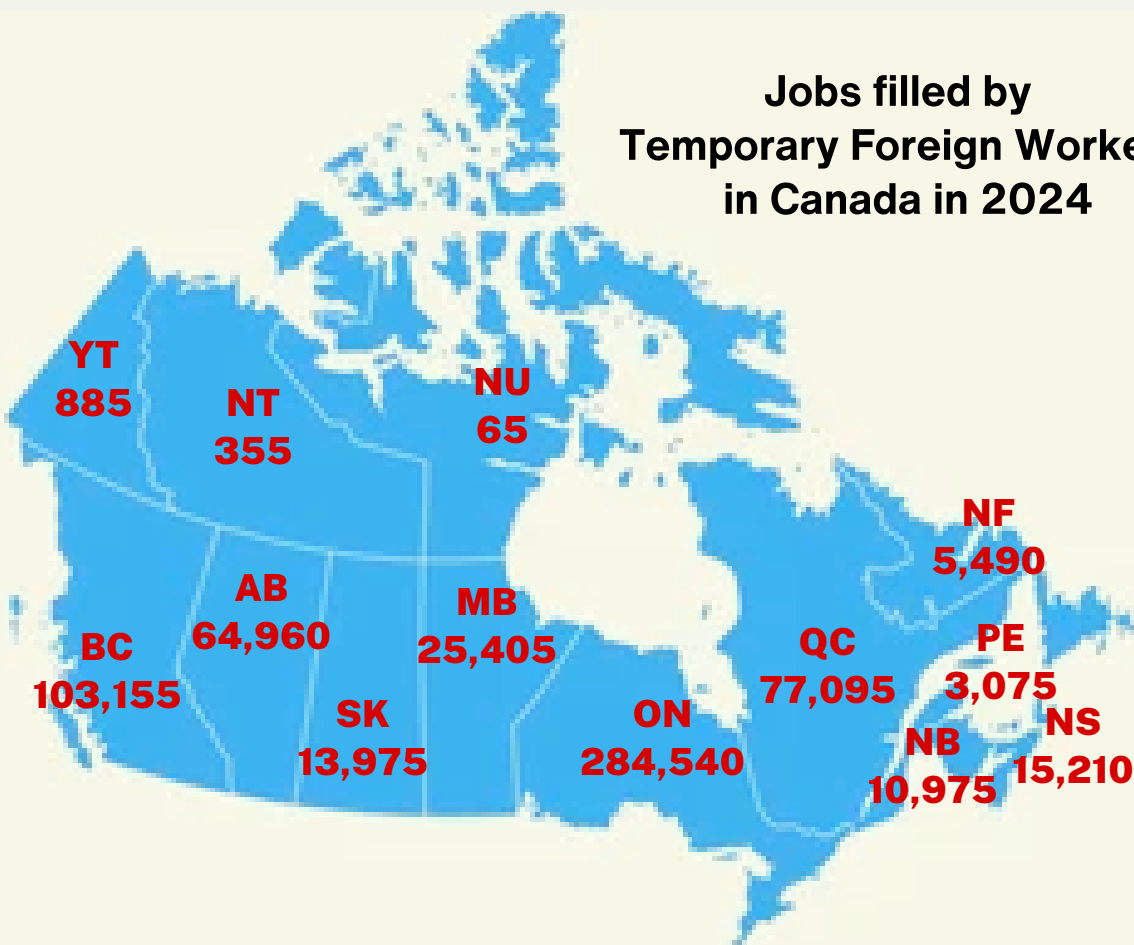 Jobs filled by
Temporary Foreign Worke
in Canada in 2024
YT
885
NT
355
NU
65
NF
5,490
AB
64,960
MB
25,405
BC
103,155
QC
77,095
PE
3,075
SK
13,975
ON
284,540
NS
15,210
NB
10,975